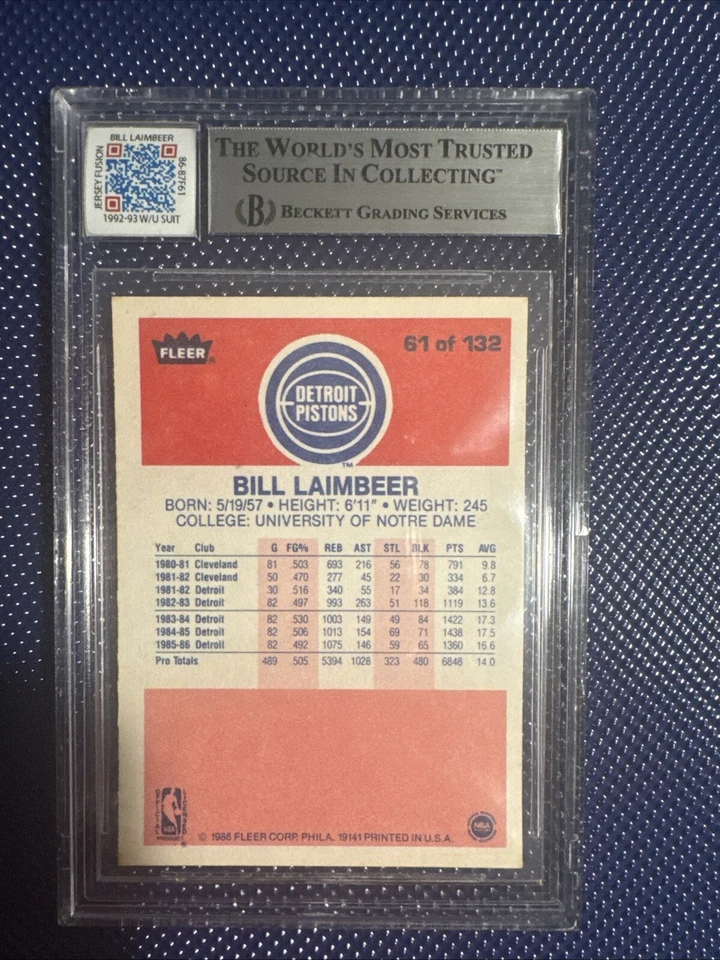 BILL LAIMBEER
JERSEY FUSION
86-87F61
1992-93 W/U SUIT
THE WORLD'S MOST TRUSTED
SOURCE IN COLLECTING™
B BECKETT GRADING SERVICES
FLEER®
61 of 132
DETROIT
PISTONS
TM
BILL LAIMBEER
BORN: 5/19/57 • HEIGHT: 6'11" • WEIGHT: 245
COLLEGE: UNIVERSITY OF NOTRE DAME
Year Club G FG% REB AST STL BLK PTS AVG
1980-81 Cleveland 81 .503 693 216 56 78 791 9.8
1981-82 Cleveland 50 .470 277 45 22 30 334 6.7
1981-82 Detroit 30 .516 340 55 17 34 384 12.8
1982-83 Detroit 82 .497 993 263 51 118 1119 13.6
1983-84 Detroit 82 .530 1003 149 49 84 1422 17.3
1984-85 Detroit 82 .506 1013 154 69 71 1438 17.5
1985-86 Detroit 82 .492 1075 146 59 65 1360 16.6
Pro Totals 489 .505 5394 1028 323 480 6848 14.0
OFFICIAL
LICENSED
PRODUCT
© 1986 FLEER CORP. PHILA. 19141 PRINTED IN U.S.A.
NBA